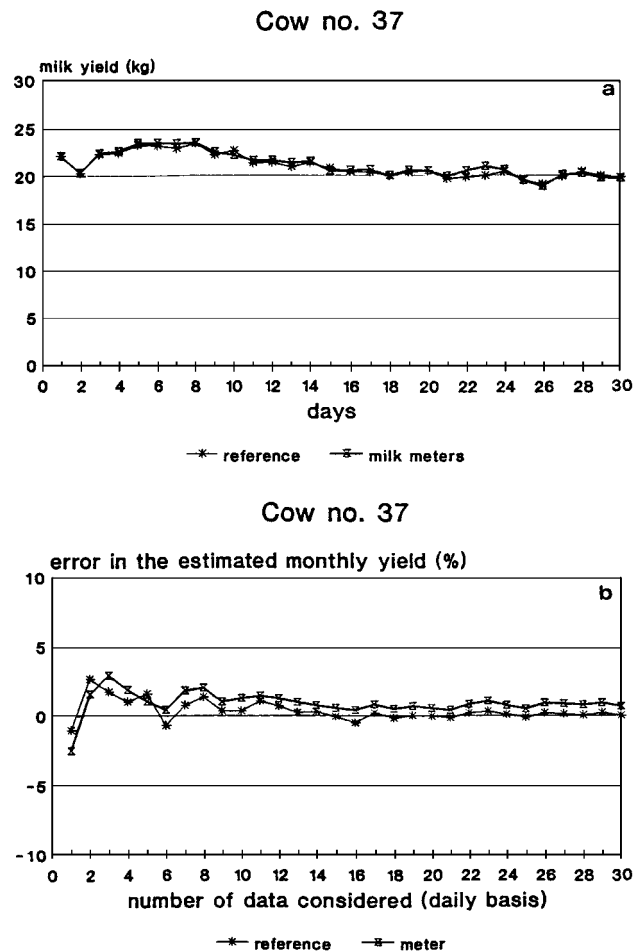 Cow no. 37
milk yield (kg)
a
30
25
20
15
10
5
0
0 2 4 6 8 10 12 14 16 18 20 22 24 26 28 30
days
reference milk meters
Cow no. 37
error in the estimated monthly yield (%)
b
10
5
0
-5
-10
0 2 4 6 8 10 12 14 16 18 20 22 24 26 28 30
number of data considered (daily basis)
reference meter